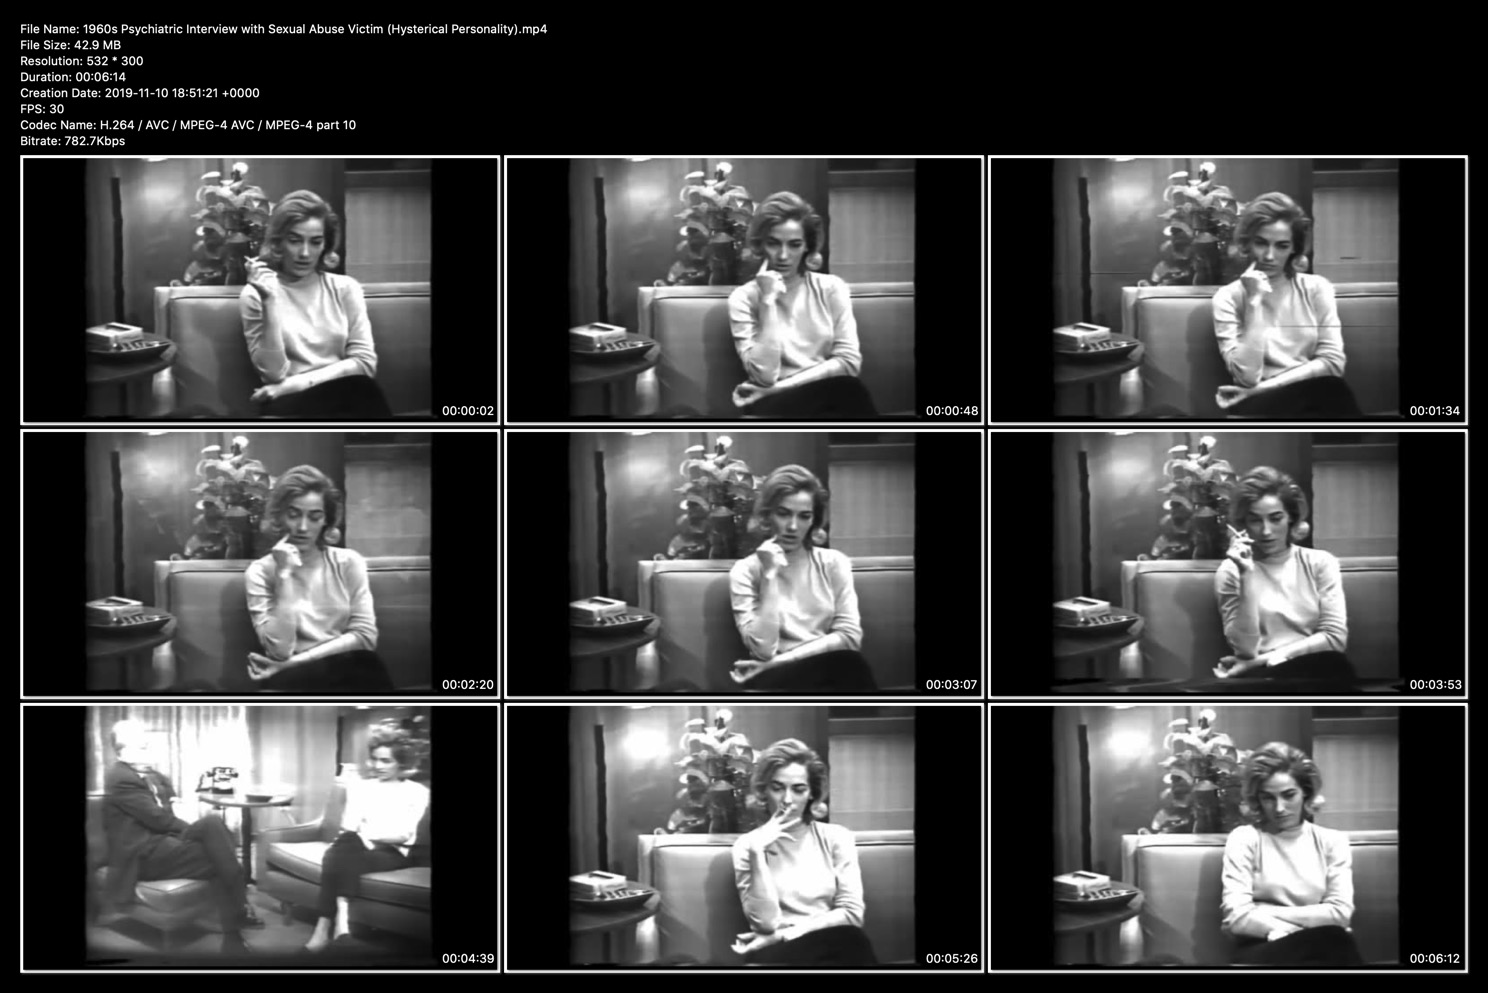 File Name: 1960s Psychiatric Interview with Sexual Abuse Victim (Hysterical Personality).mp4
File Size: 42.9 MB
Resolution: 532 * 300
Duration: 00:06:14
Creation Date: 2019-11-10 18:51:21 +0000
FPS: 30
Codec Name: H.264 / AVC / MPEG-4 AVC / MPEG-4 part 10
Bitrate: 782.7Kbps
00:00:02
00:00:48
00:01:34
00:02:20
00:03:07
00:03:53
00:04:39
00:05:26
00:06:12